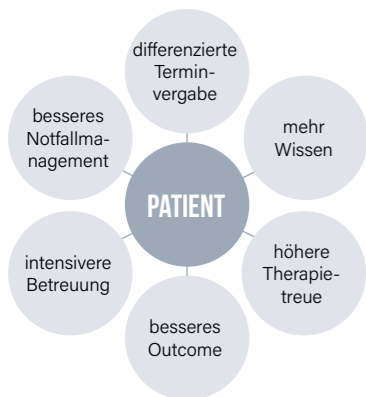 differenzierte
Termin-
vergabe
mehr
Wissen
höhere
Therapie-
treue
besseres
Outcome
intensivere
Betreuung
besseres
Notfallma-
nagement
PATIENT